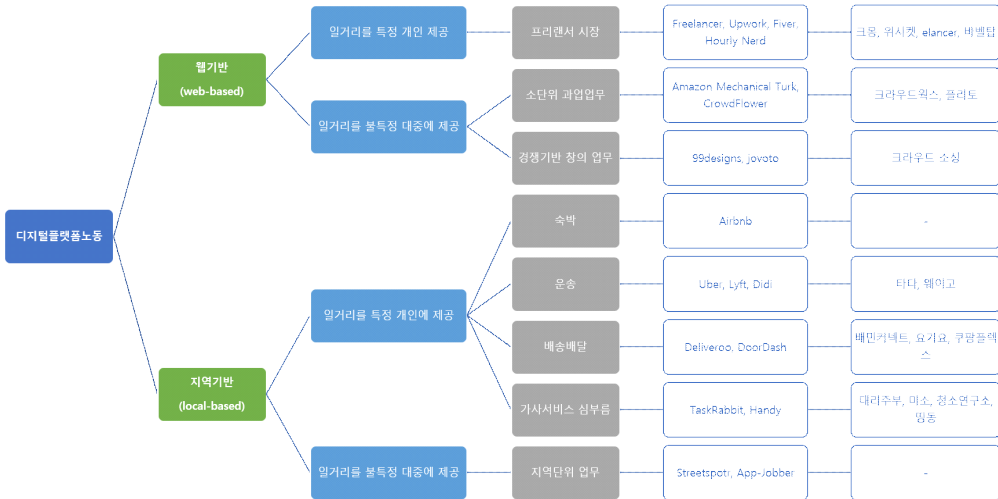 디지털플랫폼노동
웹기반
(web-based)
일거리를 특정 개인 제공
프리랜서 시장
Freelancer, Upwork, Fiver,
Hourly Nerd
크몽, 위시켓, elancer, 바벨탑
일거리를 불특정 대중에 제공
소단위 과업업무
Amazon Mechanical Turk,
CrowdFlower
크라우드웍스, 플리토
경쟁기반 창의 업무
99designs, jovoto
크라우드 소싱
지역기반
(local-based)
일거리를 특정 개인에 제공
숙박
Airbnb
-
운송
Uber, Lyft, Didi
타다, 웨이고
배송배달
Deliveroo, DoorDash
배민커넥트, 요기요, 쿠팡플렉
스
가사서비스 심부름
TaskRabbit, Handy
대리주부, 미소, 청소연구소,
띵동
일거리를 불특정 대중에 제공
지역단위 업무
Streetspotr, App-Jobber
-